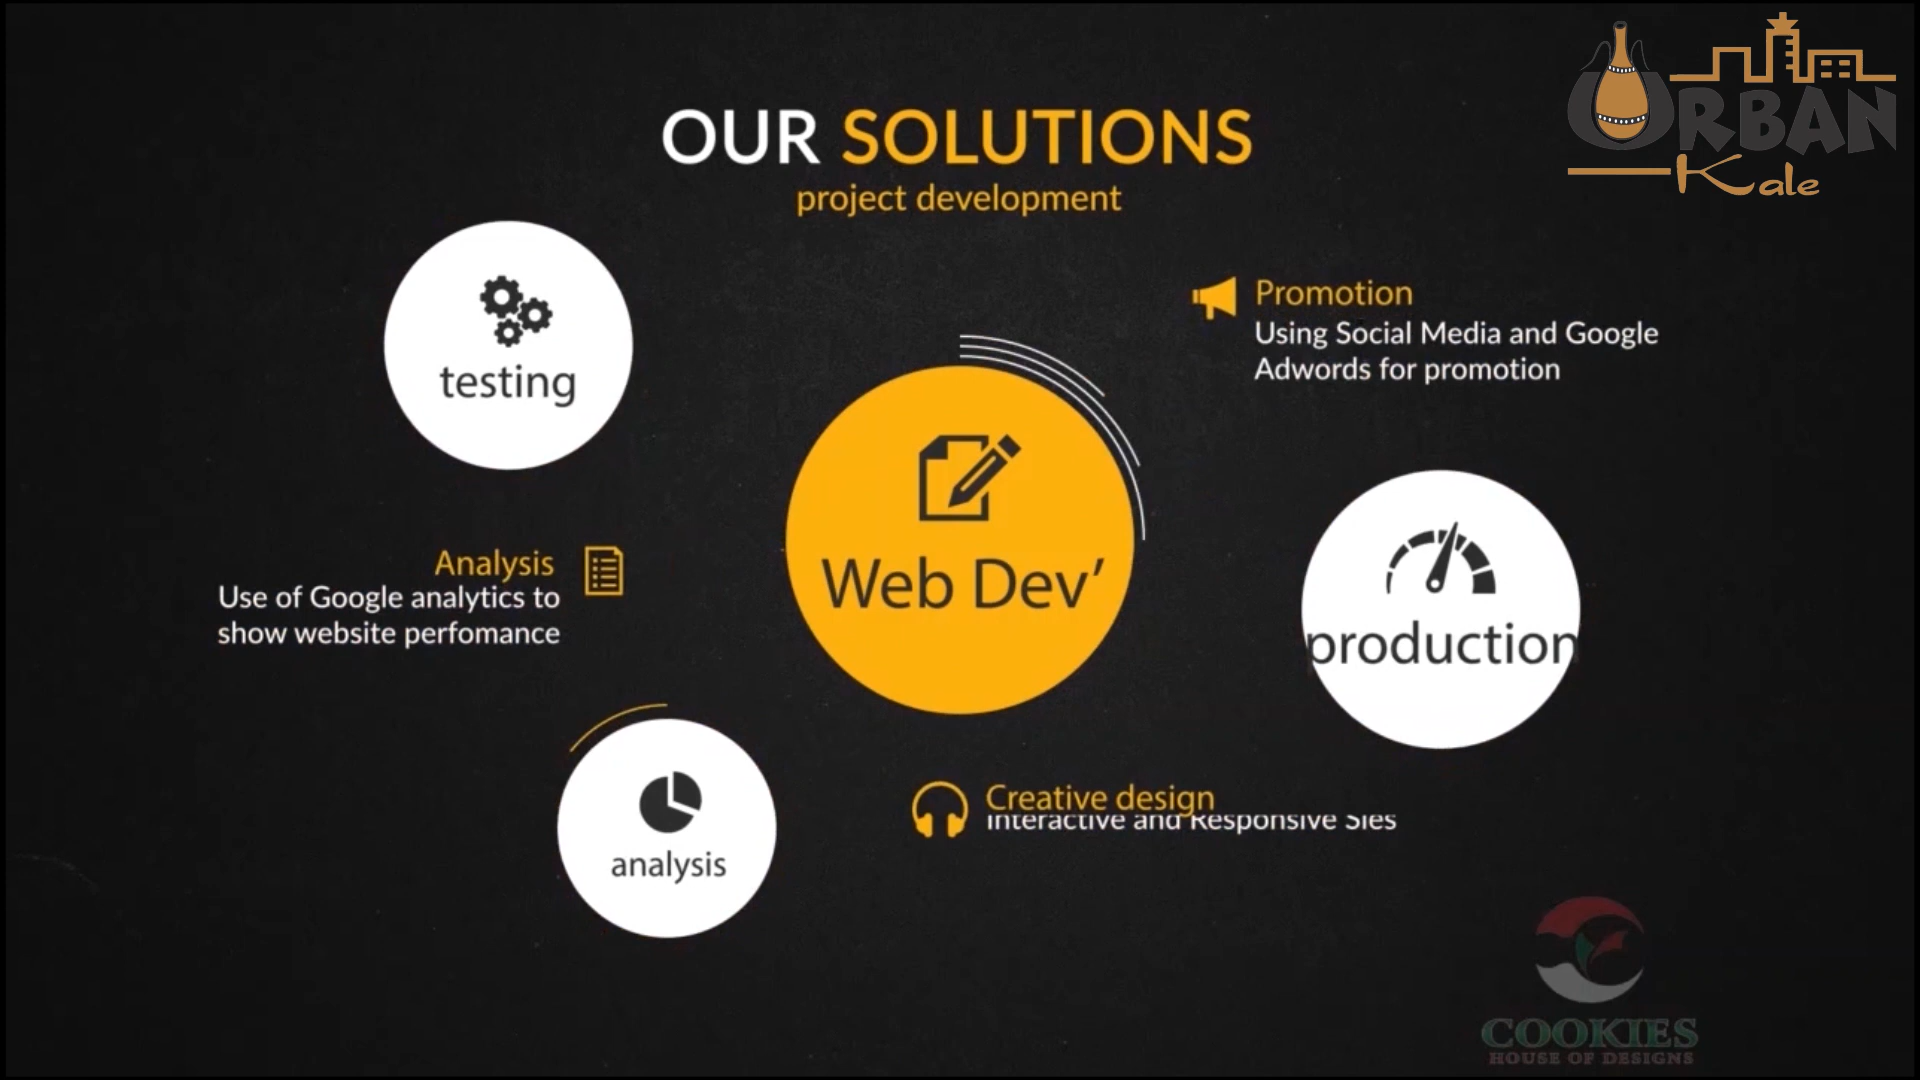 URBAN
Kale
OUR SOLUTIONS
project development
testing
Promotion
Using Social Media and Google
Adwords for promotion
Web Dev'
Analysis
Use of Google analytics to
show website perfomance
production
analysis
Creative design
Interactive and Responsive Sies
COOKIES
HOUSE OF DESIGNS